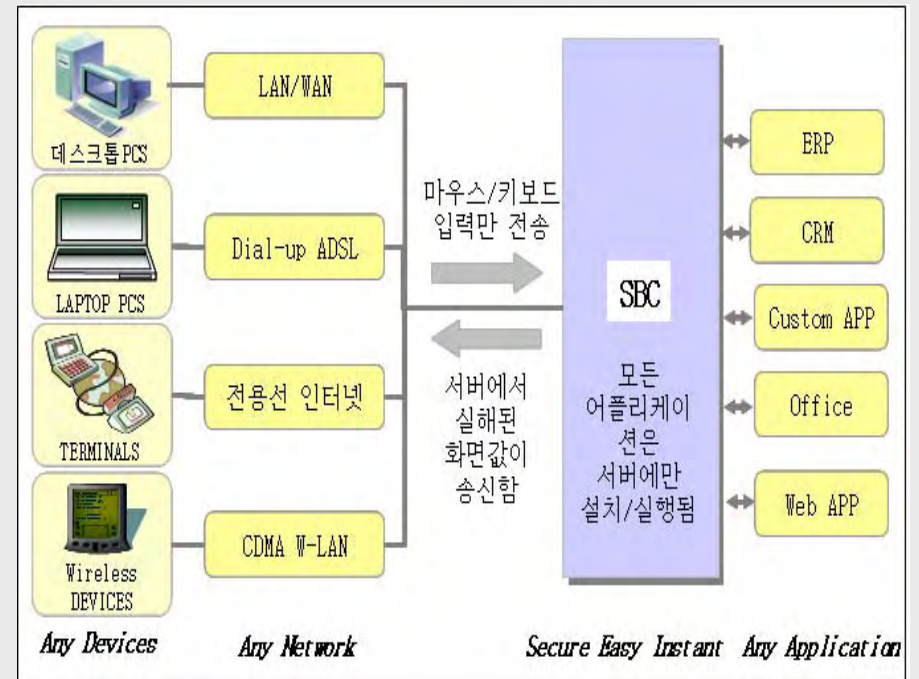 데스크톱PCS
LAN/WAN
LAPTOP PCS
Dial-up ADSL
TERMINALS
전용선 인터넷
Wireless
DEVICES
CDMA W-LAN
마우스/키보드
입력만 전송
서버에서
실해된
화면값이
송신함
SBC
모든
어플리케이
션은
서버에만
설치/실행됨
ERP
CRM
Custom APP
Office
Web APP
Any Devices
Any Network
Secure Easy Instant
Any Application